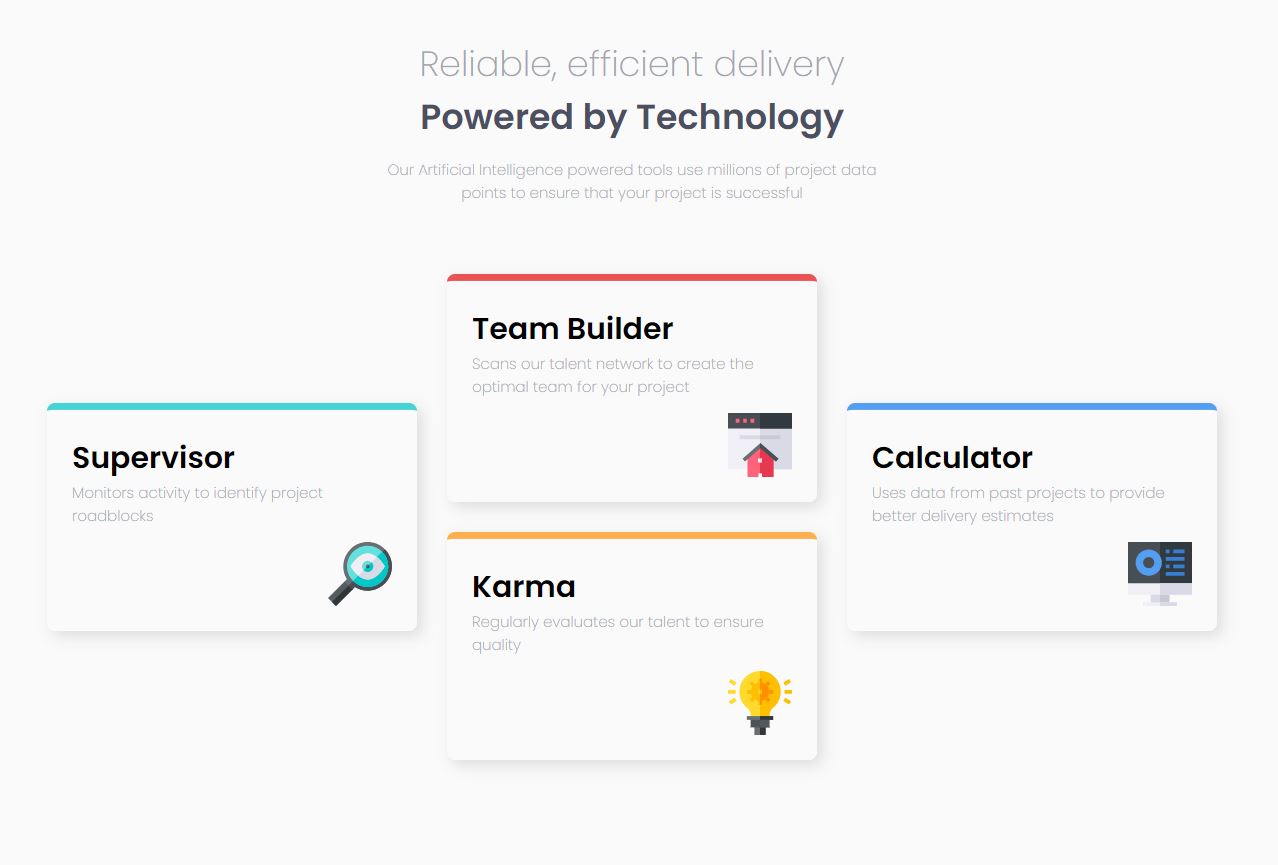 Reliable, efficient delivery
Powered by Technology
Our Artificial Intelligence powered tools use millions of project data
points to ensure that your project is successful
Team Builder
Scans our talent network to create the
optimal team for your project
Supervisor
Monitors activity to identify project
roadblocks
Calculator
Uses data from past projects to provide
better delivery estimates
Karma
Regularly evaluates our talent to ensure
quality